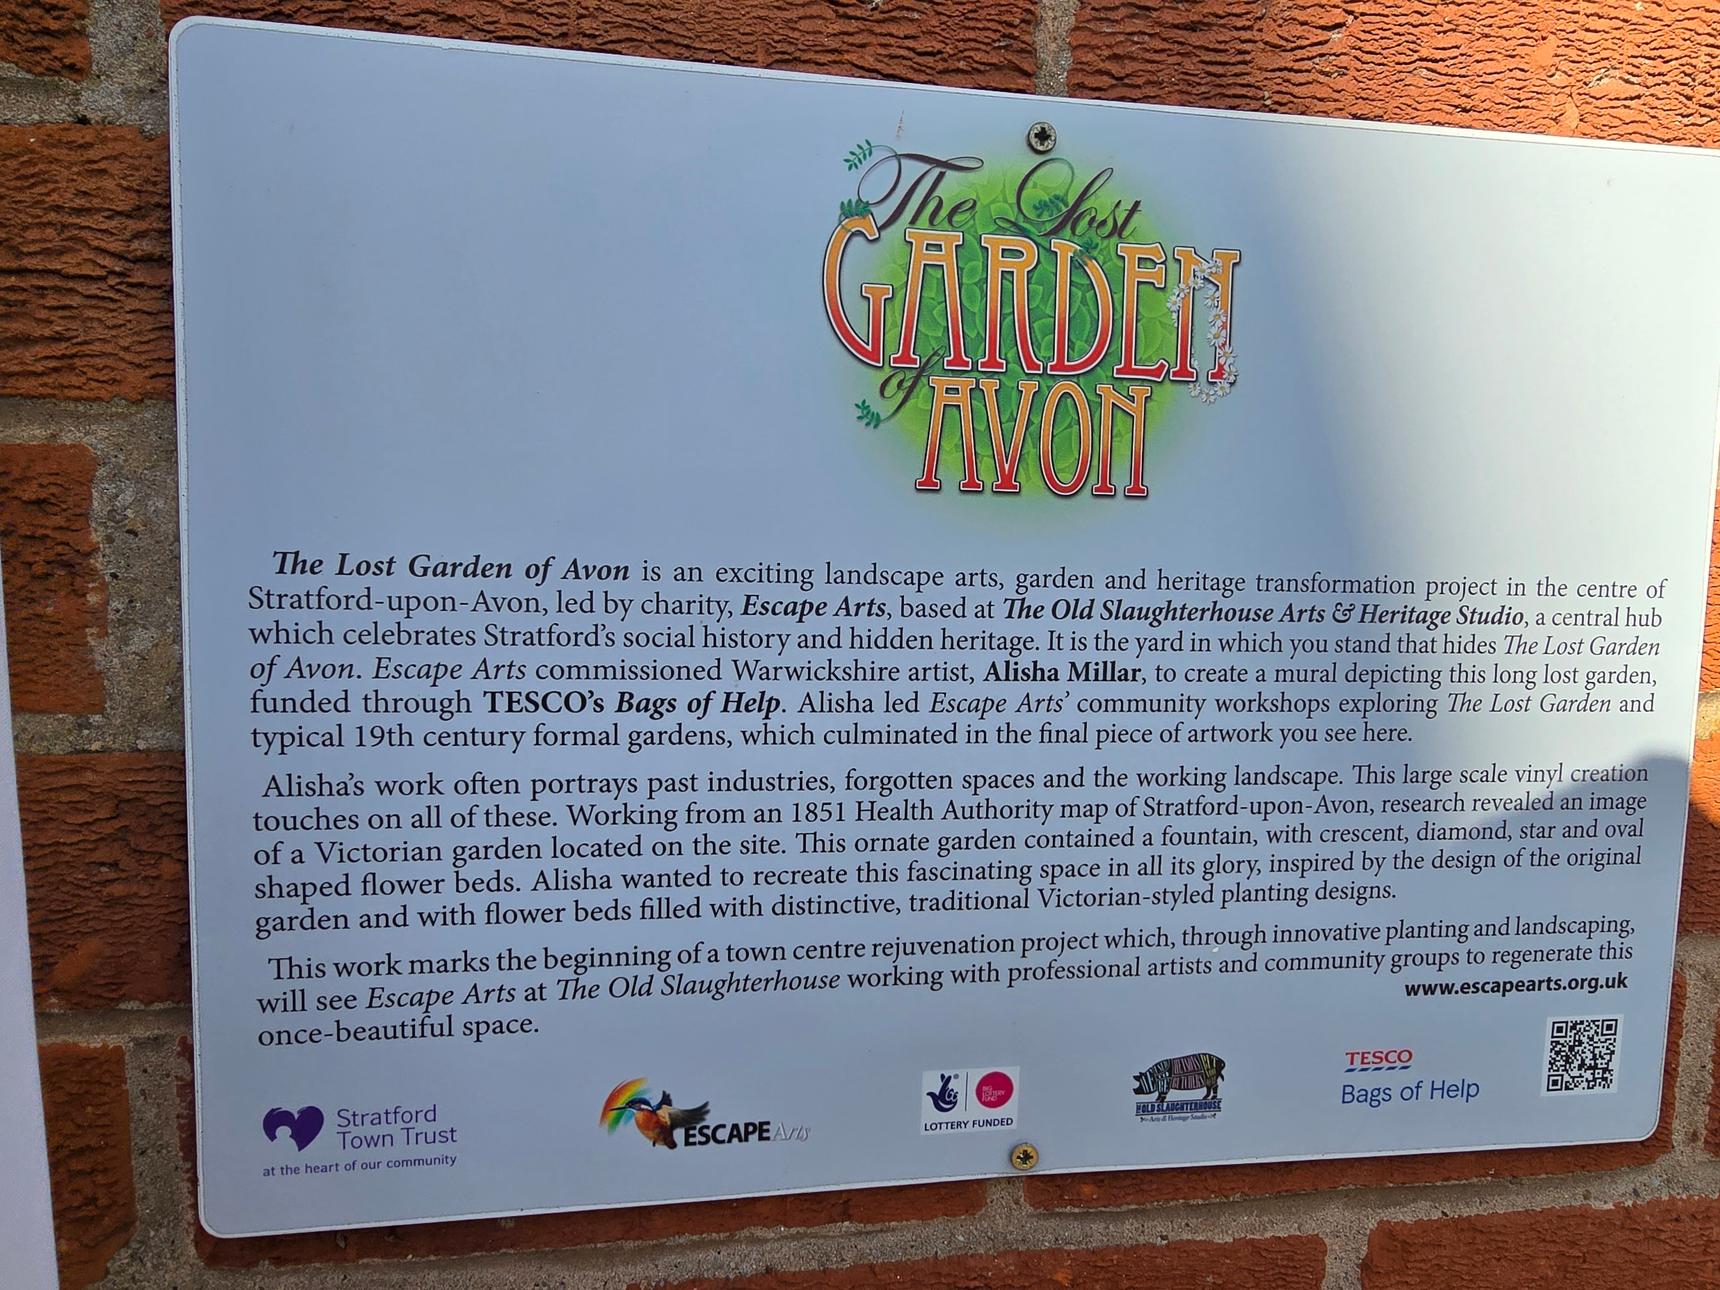 The Lost
GARDEN
of AVON
The Lost Garden of Avon is an exciting landscape arts, garden and heritage transformation project in the centre of
Stratford-upon-Avon, led by charity, Escape Arts, based at The Old Slaughterhouse Arts & Heritage Studio, a central hub
which celebrates Stratford's social history and hidden heritage. It is the yard in which you stand that hides The Lost Garden
of Avon. Escape Arts commissioned Warwickshire artist, Alisha Millar, to create a mural depicting this long lost garden,
funded through TESCO's Bags of Help. Alisha led Escape Arts' community workshops exploring The Lost Garden and
typical 19th century formal gardens, which culminated in the final piece of artwork you see here.
Alisha's work often portrays past industries, forgotten spaces and the working landscape. This large scale vinyl creation
touches on all of these. Working from an 1851 Health Authority map of Stratford-upon-Avon, research revealed an image
of a Victorian garden located on the site. This ornate garden contained a fountain, with crescent, diamond, star and oval
shaped flower beds. Alisha wanted to recreate this fascinating space in all its glory, inspired by the design of the original
garden and with flower beds filled with distinctive, traditional Victorian-styled planting designs.
This work marks the beginning of a town centre rejuvenation project which, through innovative planting and landscaping,
will see Escape Arts at The Old Slaughterhouse working with professional artists and community groups to regenerate this
once-beautiful space.
www.escapearts.org.uk
Stratford
Town Trust
at the heart of our community
ESCAPE Arts
BIG
LOTTERY
FUND
LOTTERY FUNDED
THE OLD SLAUGHTERHOUSE
Arts & Heritage Studio
TESCO
Bags of Help